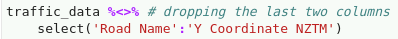 traffic_data %<>% # dropping the last two columns
select('Road Name':'Y Coordinate NZTM')